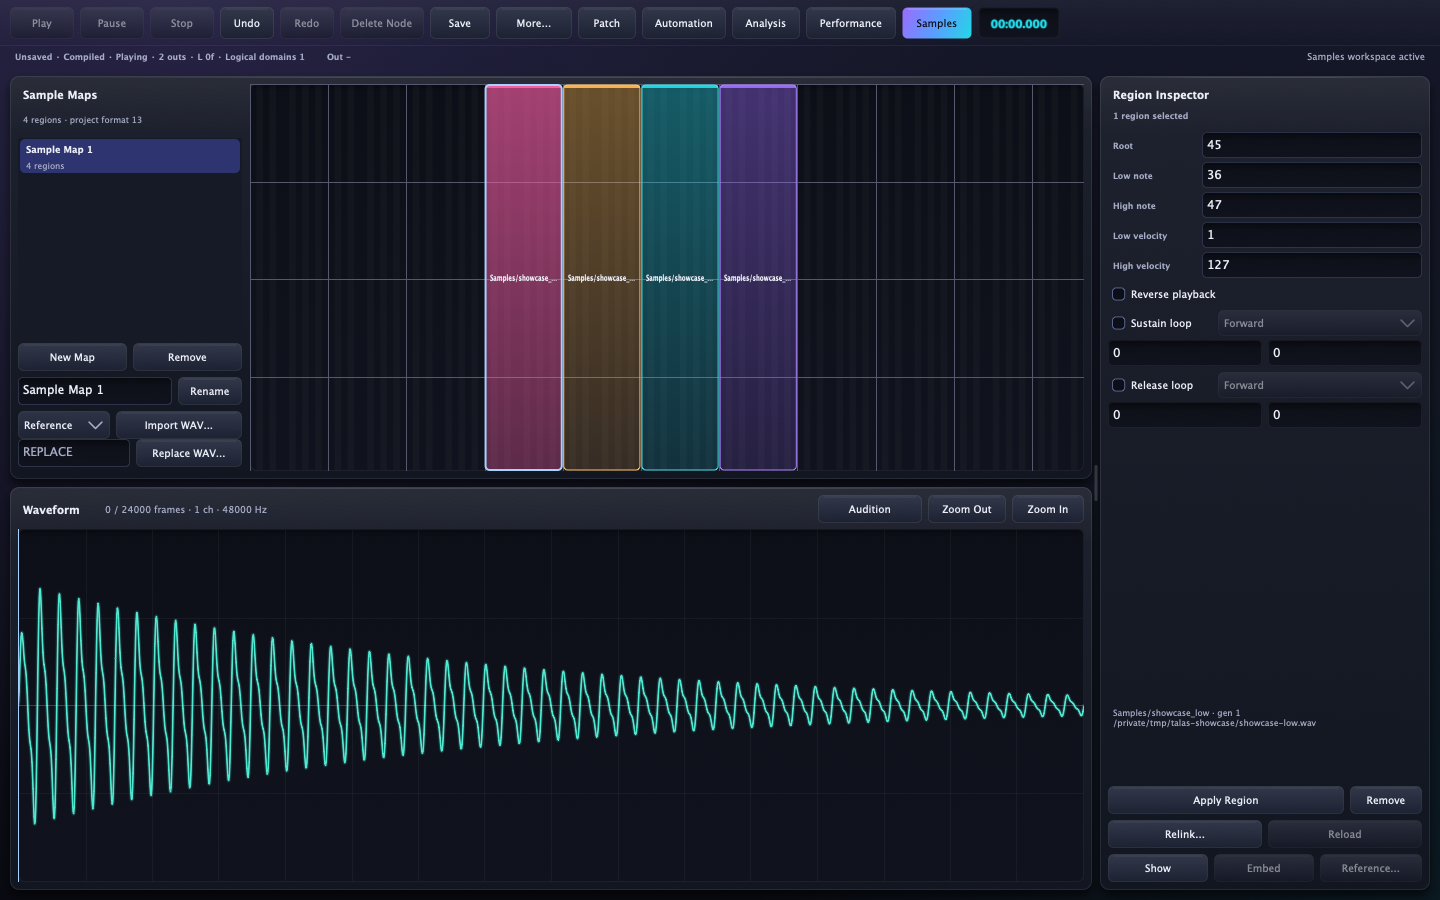 Play Pause Stop Undo Redo Delete Node Save More... Patch Automation Analysis Performance Samples 00:00.000
Unsaved · Compiled · Playing · 2 outs · L 0f · Logical domains 1 Out –
Samples workspace active
Sample Maps
4 regions · project format 13
Sample Map 1
4 regions
New Map Remove
Sample Map 1 Rename
Reference Import WAV...
REPLACE Replace WAV...
Samples/showcase_... Samples/showcase_... Samples/showcase_... Samples/showcase_...
Waveform 0 / 24000 frames · 1 ch · 48000 Hz Audition Zoom Out Zoom In
Region Inspector
1 region selected
Root 45
Low note 36
High note 47
Low velocity 1
High velocity 127
Reverse playback
Sustain loop Forward
0 0
Release loop Forward
0 0
Samples/showcase_low · gen 1
/private/tmp/talas-showcase/showcase-low.wav
Apply Region Remove
Relink... Reload
Show Embed Reference...